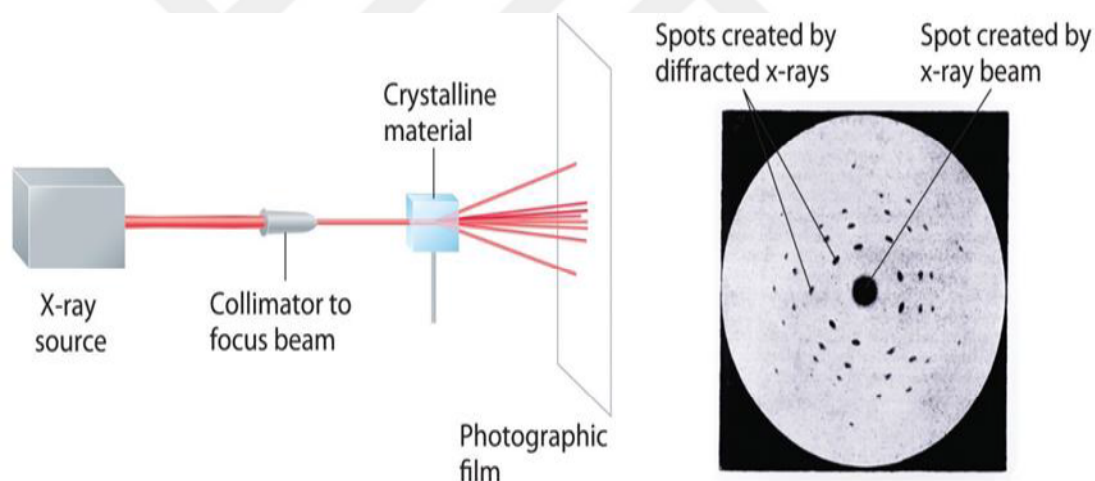 Spots created by
diffracted x-rays
Spot created by
x-ray beam
Crystalline
material
X-ray
source
Collimator to
focus beam
Photographic
film